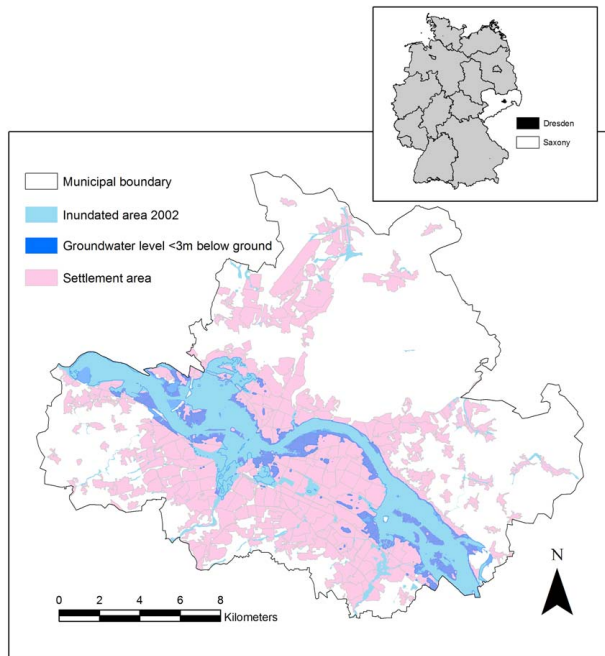 Dresden
Saxony
Municipal boundary
Inundated area 2002
Groundwater level <3m below ground
Settlement area
N
0 2 4 6 8
Kilometers